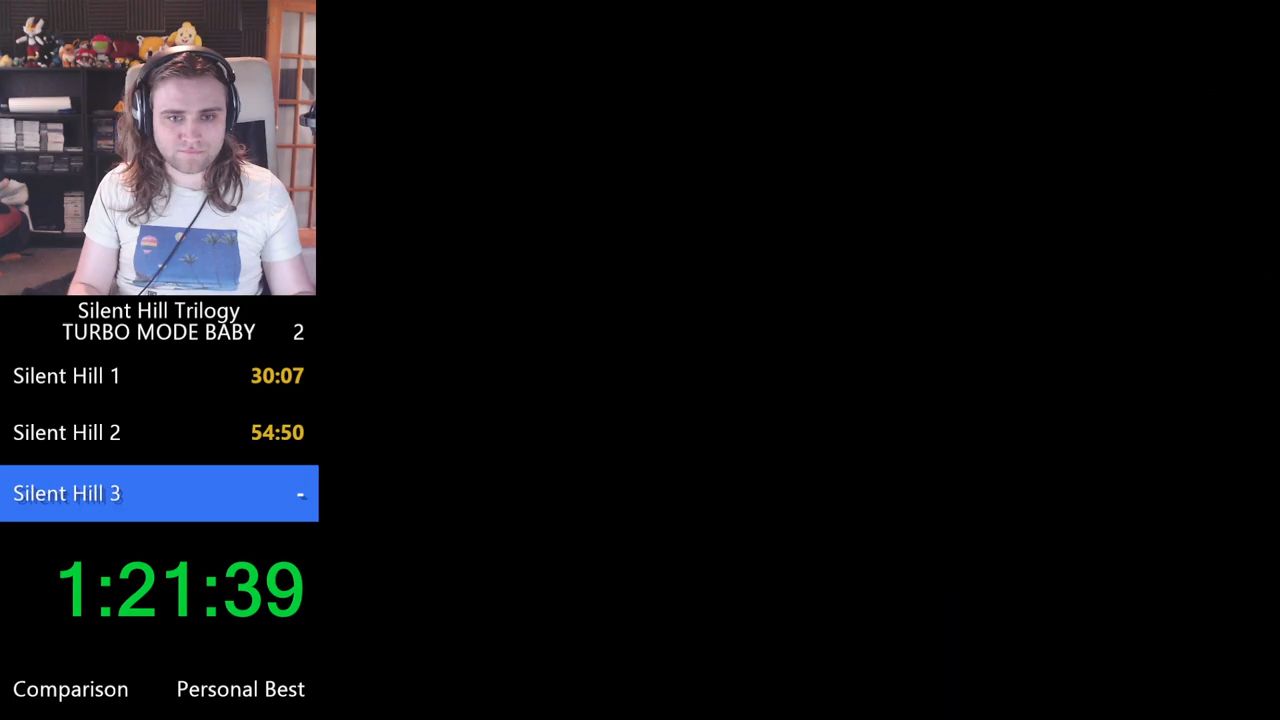 Silent Hill Trilogy
TURBO MODE BABY 2
Silent Hill 1 30:07
Silent Hill 2 54:50
Silent Hill 3 -
1:21:39
Comparison Personal Best